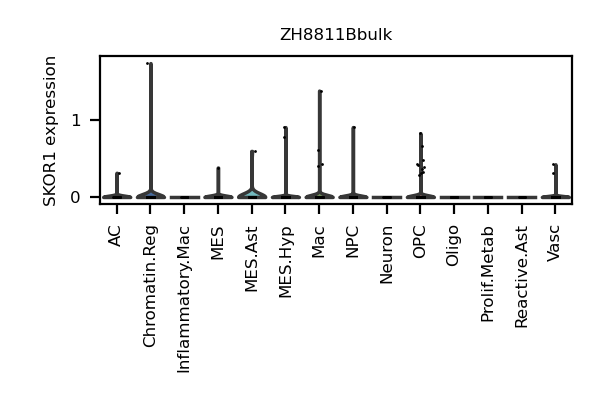 ZH8811Bbulk
SKOR1 expression
1
0
AC
Chromatin.Reg
Inflammatory.Mac
MES
MES.Ast
MES.Hyp
Mac
NPC
Neuron
OPC
Oligo
Prolif.Metab
Reactive.Ast
Vasc